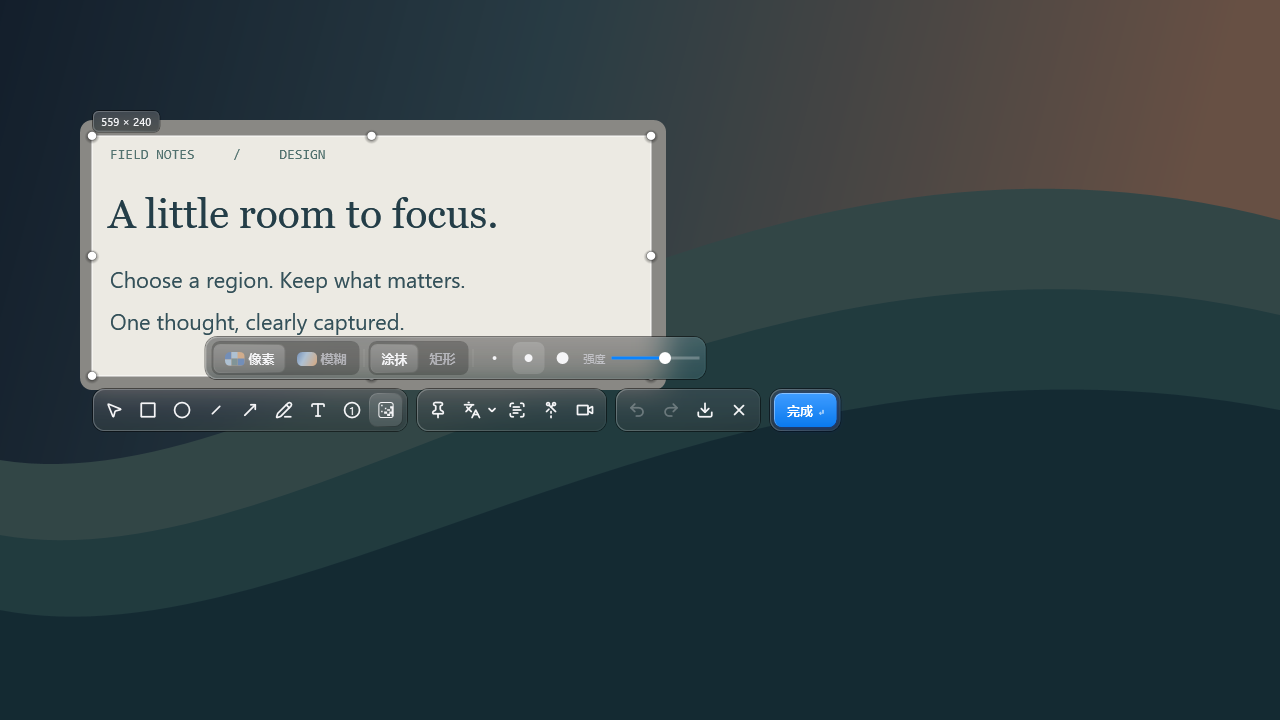 559 × 240
FIELD NOTES / DESIGN
A little room to focus.
Choose a region. Keep what matters.
One thought, clearly captured.
像素 模糊 涂抹 矩形 强度
1
完成